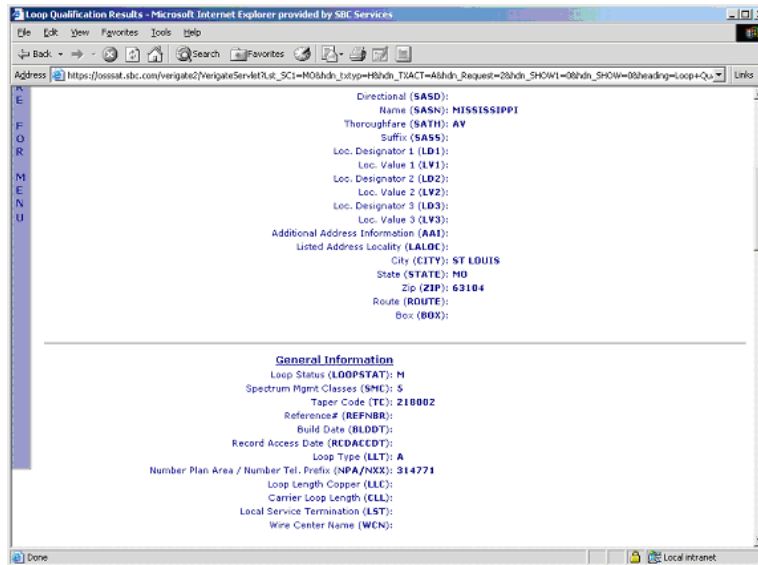 Loop Qualification Results - Microsoft Internet Explorer provided by SBC Services
File Edit View Favorites Tools Help
Back Search Favorites
Address https://osssat.sbc.com/verigate2/VerigateServlet?Lst_SC1=MO&hdn_txtyp=H&hdn_TXACT=A&hdn_Request=2&hdn_SHOW1=0&hdn_SHOW=0&heading=Loop+Qu Links
R
E
F
O
R
M
E
N
U
Directional (SASD):
Name (SASN): MISSISSIPPI
Thoroughfare (SATH): AV
Suffix (SASS):
Loc. Designator 1 (LD1):
Loc. Value 1 (LV1):
Loc. Designator 2 (LD2):
Loc. Value 2 (LV2):
Loc. Designator 3 (LD3):
Loc. Value 3 (LV3):
Additional Address Information (AAI):
Listed Address Locality (LALOC):
City (CITY): ST LOUIS
State (STATE): MO
Zip (ZIP): 63104
Route (ROUTE):
Box (BOX):
General Information
Loop Status (LOOPSTAT): M
Spectrum Mgmt Classes (SMC): 5
Taper Code (TC): 218002
Reference# (REFNBR):
Build Date (BLDDT):
Record Access Date (RCDACCDT):
Loop Type (LLT): A
Number Plan Area / Number Tel. Prefix (NPA/NXX): 314771
Loop Length Copper (LLC):
Carrier Loop Length (CLL):
Local Service Termination (LST):
Wire Center Name (WCN):
Done Local intranet